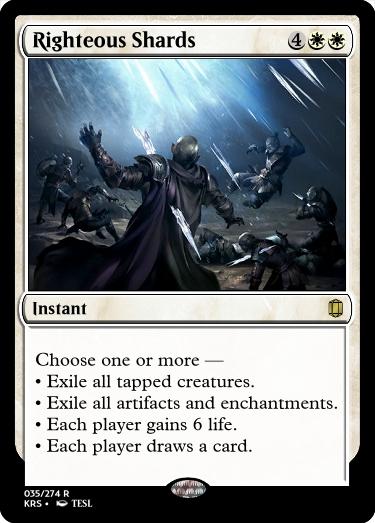 Righteous Shards 4
Instant
Choose one or more —
• Exile all tapped creatures.
• Exile all artifacts and enchantments.
• Each player gains 6 life.
• Each player draws a card.
035/274 R
KRS • TESL